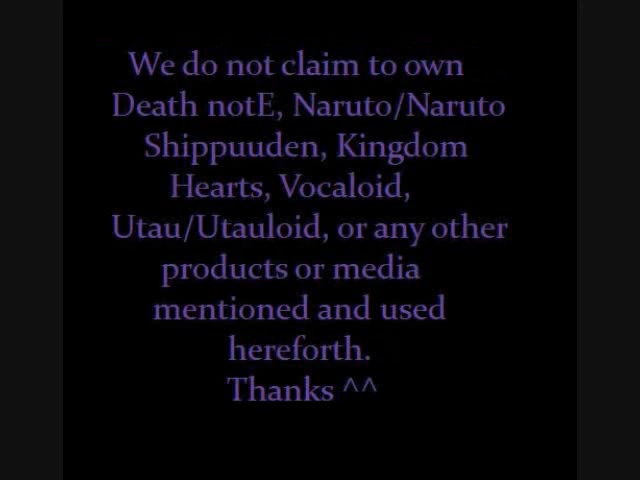 We do not claim to own
Death notE, Naruto/Naruto
Shippuuden, Kingdom
Hearts, Vocaloid,
Utau/Utauloid, or any other
products or media
mentioned and used
hereforth.
Thanks ^^